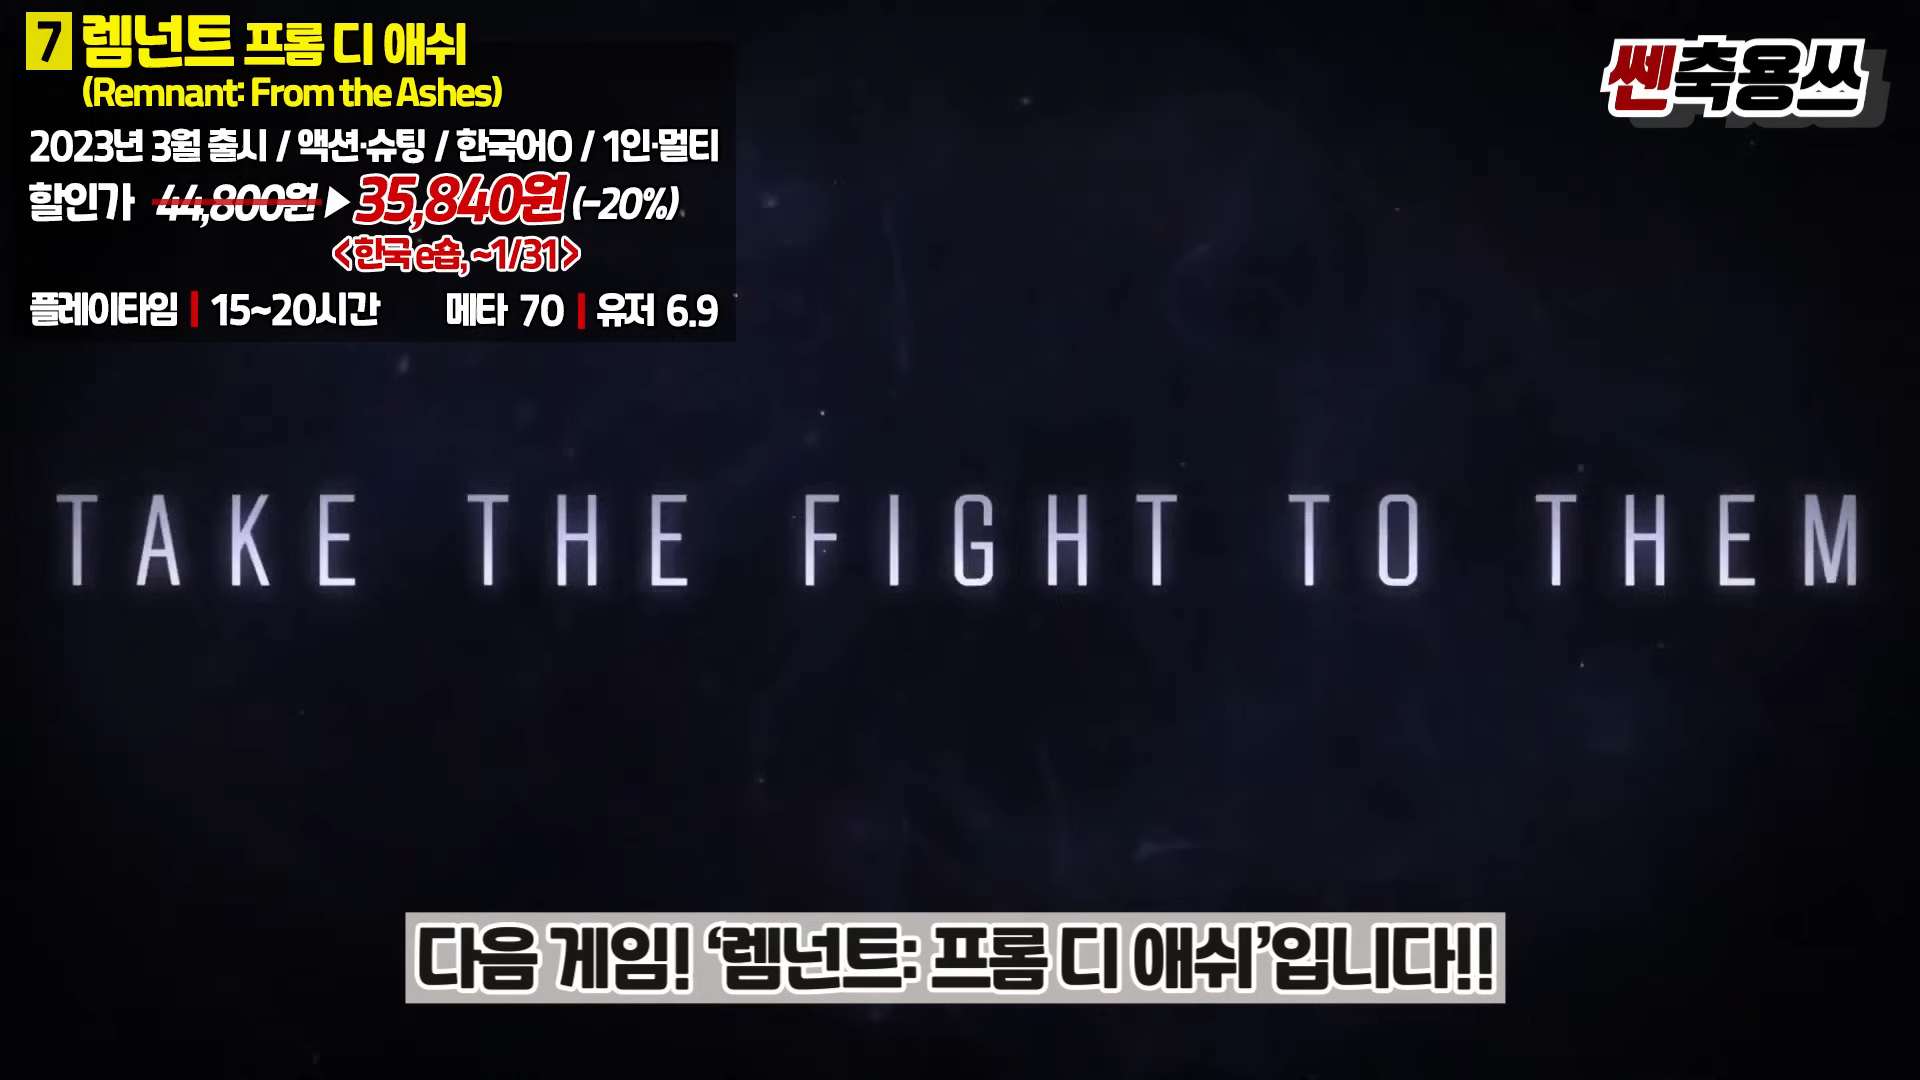 7 렘넌트 프롬 디 애쉬
(Remnant: From the Ashes)
2023년 3월 출시 / 액션·슈팅 / 한국어O / 1인·멀티
할인가 44,800원 ▶ 35,840원 (-20%)
<한국 e숍, ~1/31>
플레이타임 | 15~20시간 메타 70 | 유저 6.9
쎈축용쓰
TAKE THE FIGHT TO THEM
다음 게임! ‘렘넌트: 프롬 디 애쉬’입니다!!